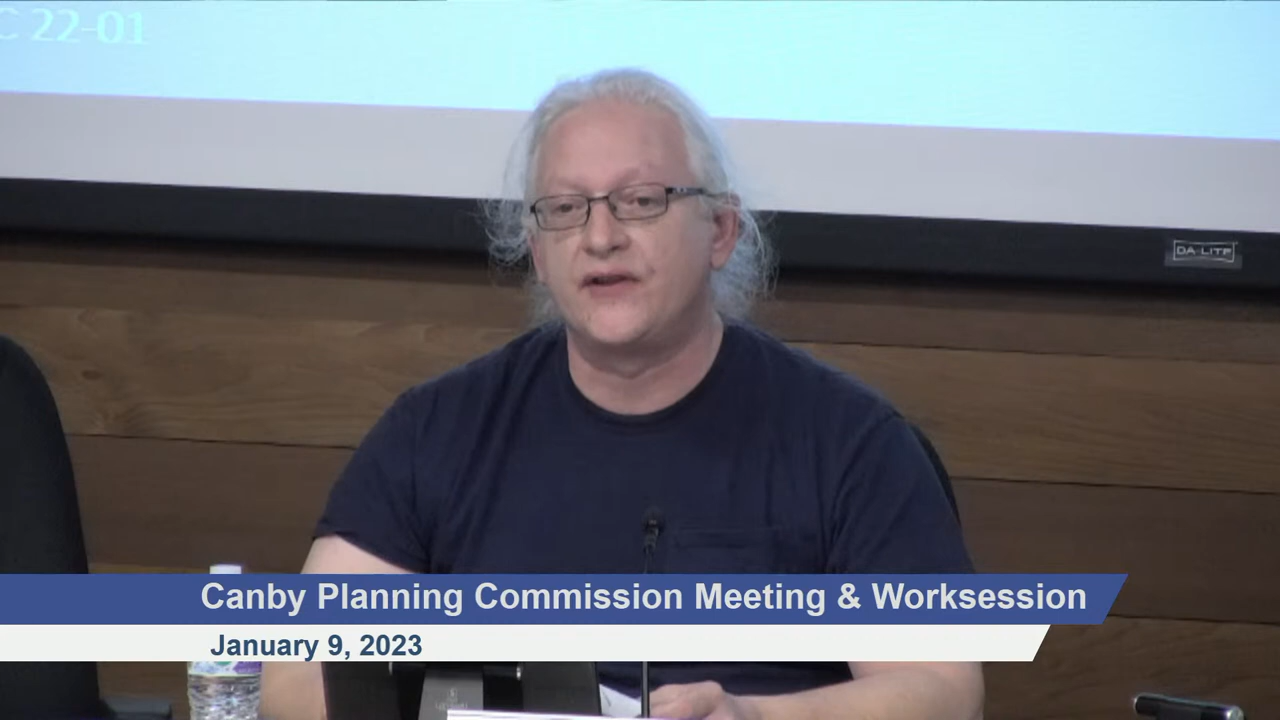 C 22-01
DA-LITE
Canby Planning Commission Meeting & Worksession
January 9, 2023